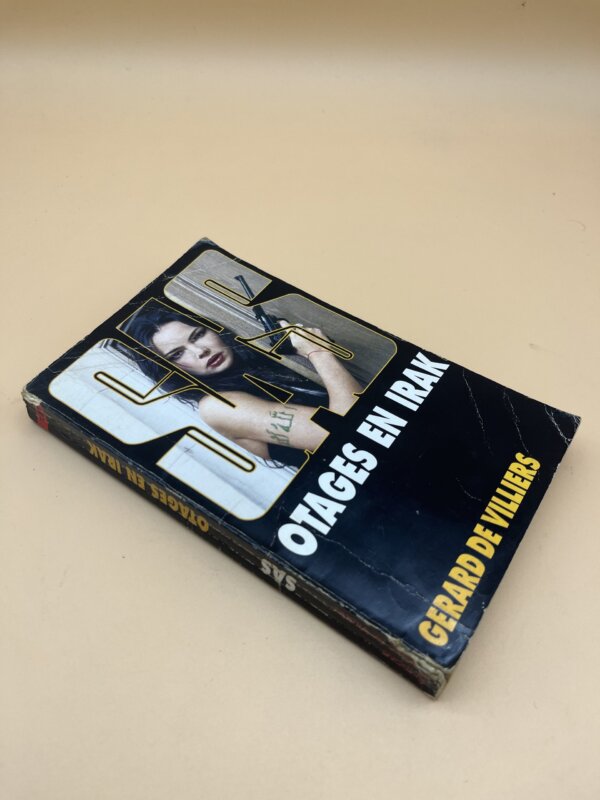 SAS
OTAGES EN IRAK
GERARD DE VILLIERS
OTAGES EN IRAK
SAS